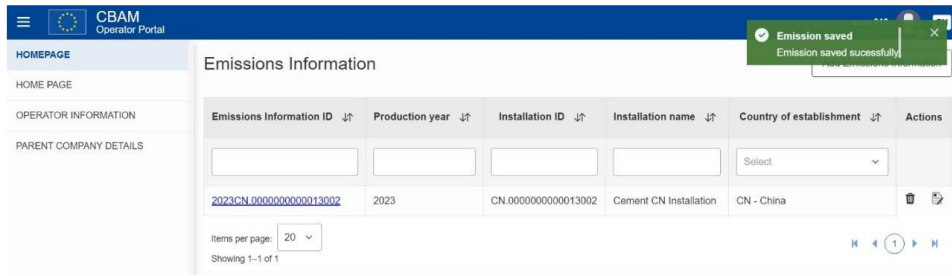 CBAM
Operator Portal
Emission saved
Emission saved sucessfully
HOMEPAGE
HOME PAGE
OPERATOR INFORMATION
PARENT COMPANY DETAILS
Emissions Information
Emissions Information ID
Production year
Installation ID
Installation name
Country of establishment
Actions
Select
2023CN.0000000000013002
2023
CN.0000000000013002
Cement CN Installation
CN - China
Items per page: 20
1
Showing 1–1 of 1